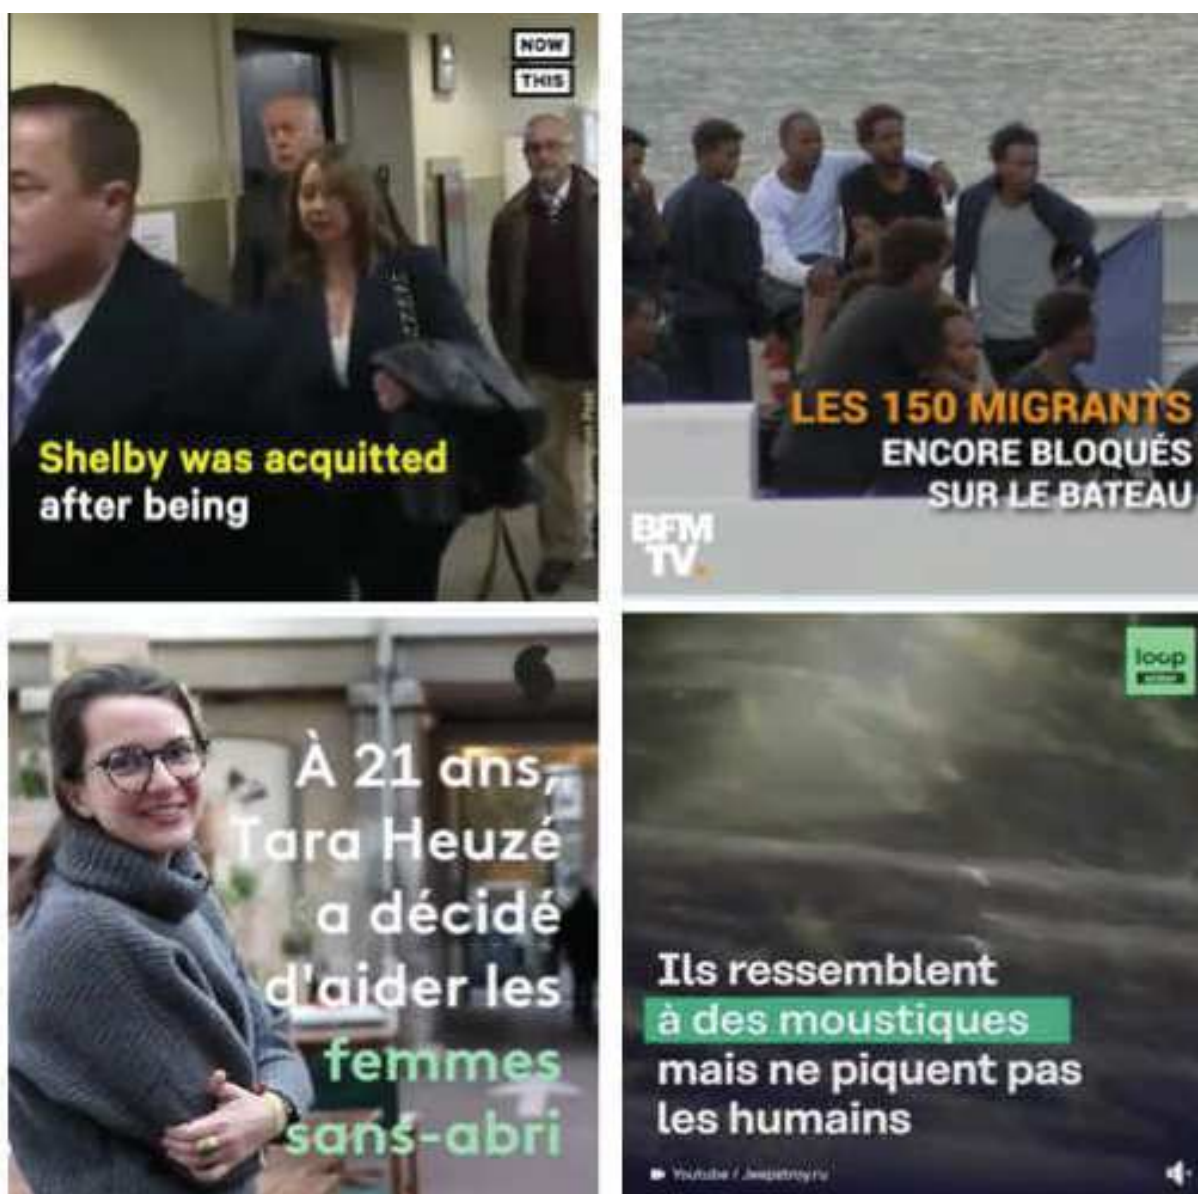 NOW
THIS
Shelby was acquitted
after being
LES 150 MIGRANTS
ENCORE BLOQUÉS
SUR LE BATEAU
BFM
TV.
À 21 ans,
Tara Heuzé
a décidé
d'aider les
femmes
sans-abri
loop
Ils ressemblent
à des moustiques
mais ne piquent pas
les humains
Youtube /